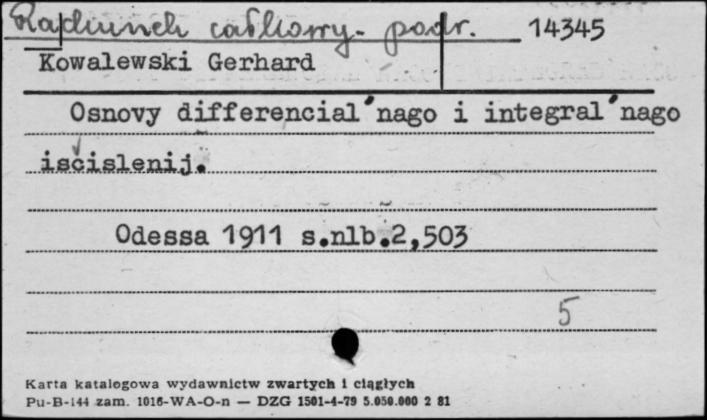 Rachunek całkowy - podr. 14345
Kowalewski Gerhard
Osnovy differencial'nago i integral'nago
isčislenij.
Odessa 1911 s.nlb.2,503
5
Karta katalogowa wydawnictw zwartych i ciągłych
Pu-B-144 zam. 1016-WA-O-n — DZG 1501-4-79 5.050.000 2 81